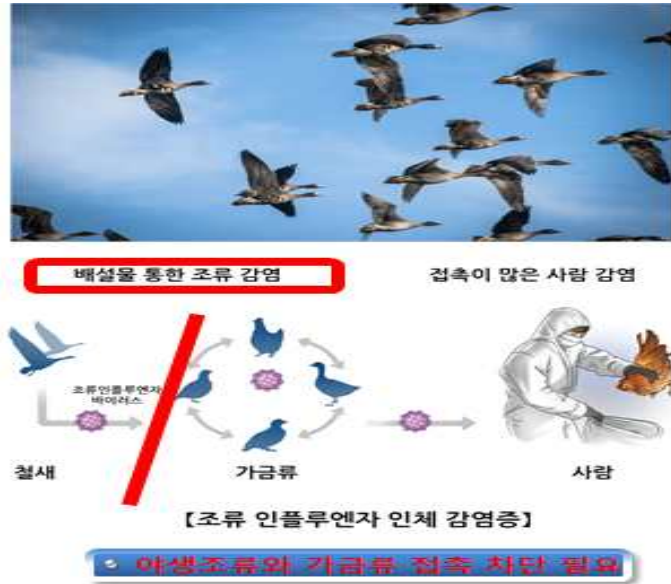 배설물 통한 조류 감염
접촉이 많은 사람 감염
조류인플루엔자
바이러스
철새
가금류
사람
【조류 인플루엔자 인체 감염증】
야생조류와 가금류 접촉 차단 필요